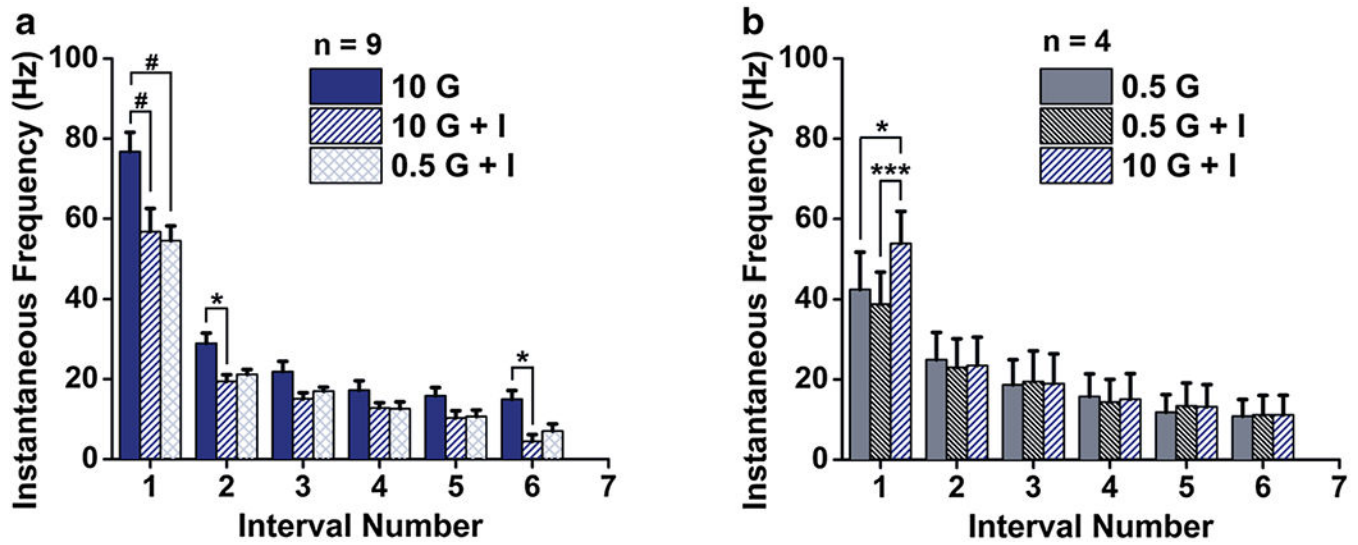 a
n = 9
10 G
10 G + I
0.5 G + I
Instantaneous Frequency (Hz)
100
80
60
40
20
0
#
#
*
*
1 2 3 4 5 6 7
Interval Number
b
n = 4
0.5 G
0.5 G + I
10 G + I
Instantaneous Frequency (Hz)
100
80
60
40
20
0
*
***
1 2 3 4 5 6 7
Interval Number